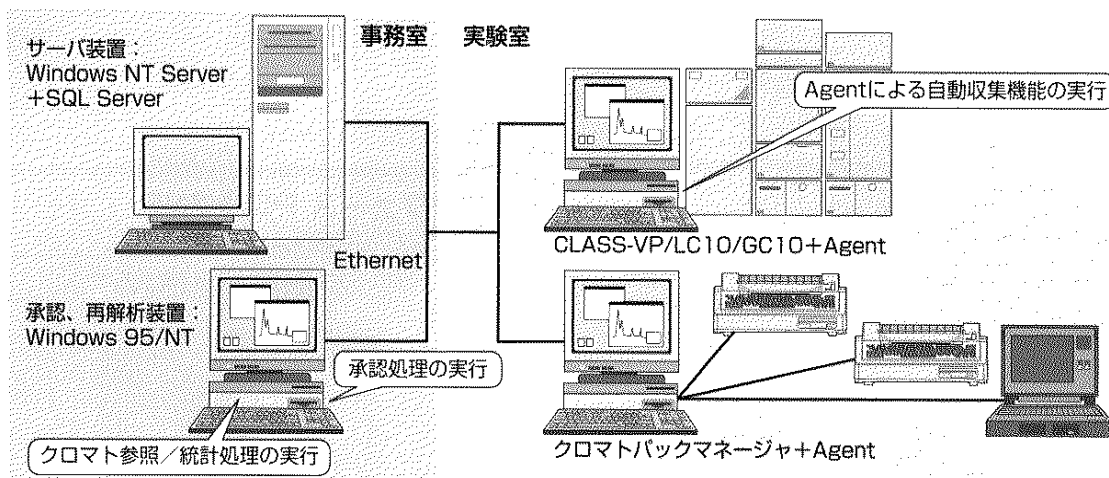 サーバ装置：
Windows NT Server
+SQL Server
事務室
実験室
Agentによる自動収集機能の実行
CLASS-VP/LC10/GC10+Agent
Ethernet
承認、再解析装置：
Windows 95/NT
承認処理の実行
クロマト参照／統計処理の実行
クロマトパックマネージャ+Agent